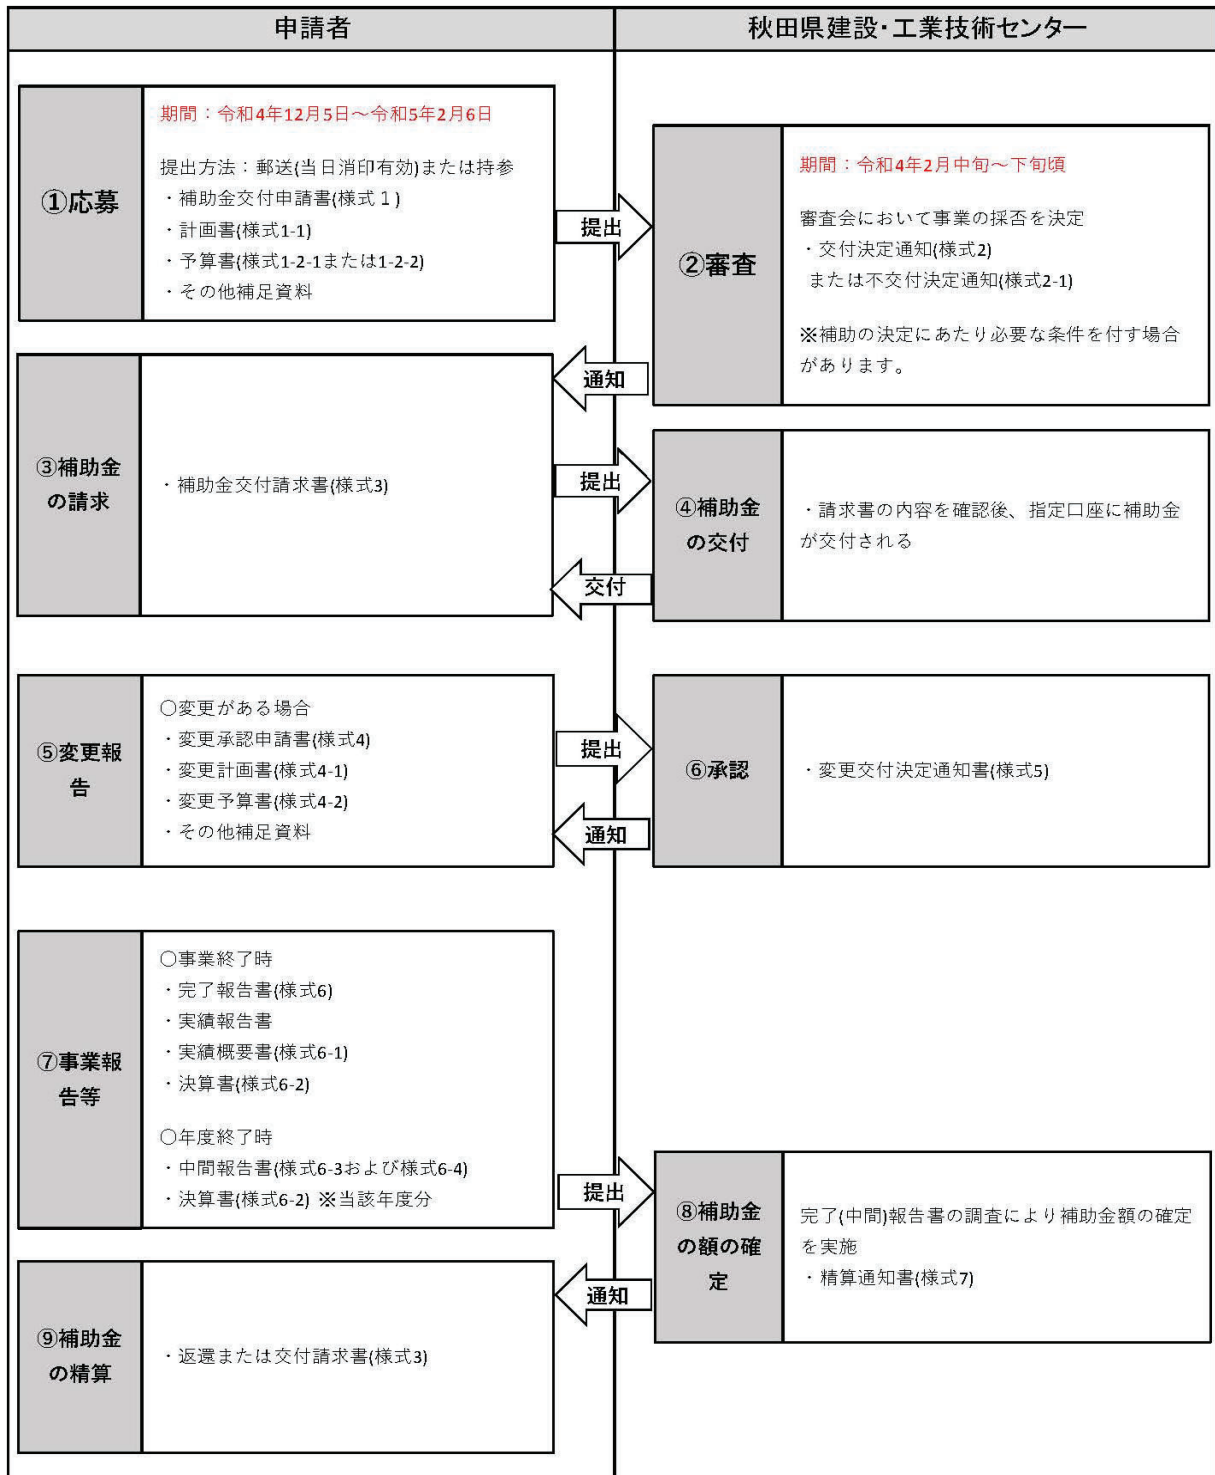 申請者
秋田県建設・工業技術センター
①応募
期間：令和4年12月5日～令和5年2月6日
提出方法：郵送(当日消印有効)または持参
・補助金交付申請書(様式１)
・計画書(様式1-1)
・予算書(様式1-2-1または1-2-2)
・その他補足資料
提出
②審査
期間：令和4年2月中旬～下旬頃
審査会において事業の採否を決定
・交付決定通知(様式2)
または不交付決定通知(様式2-1)
※補助の決定にあたり必要な条件を付す場合
があります。
通知
③補助金
の請求
・補助金交付請求書(様式3)
提出
④補助金
の交付
・請求書の内容を確認後、指定口座に補助金
が交付される
交付
⑤変更報
告
○変更がある場合
・変更承認申請書(様式4)
・変更計画書(様式4-1)
・変更予算書(様式4-2)
・その他補足資料
提出
⑥承認
・変更交付決定通知書(様式5)
通知
⑦事業報
告等
○事業終了時
・完了報告書(様式6)
・実績報告書
・実績概要書(様式6-1)
・決算書(様式6-2)
○年度終了時
・中間報告書(様式6-3および様式6-4)
・決算書(様式6-2) ※当該年度分
提出
⑧補助金
の額の確
定
完了(中間)報告書の調査により補助金額の確定
を実施
・精算通知書(様式7)
通知
⑨補助金
の精算
・返還または交付請求書(様式3)